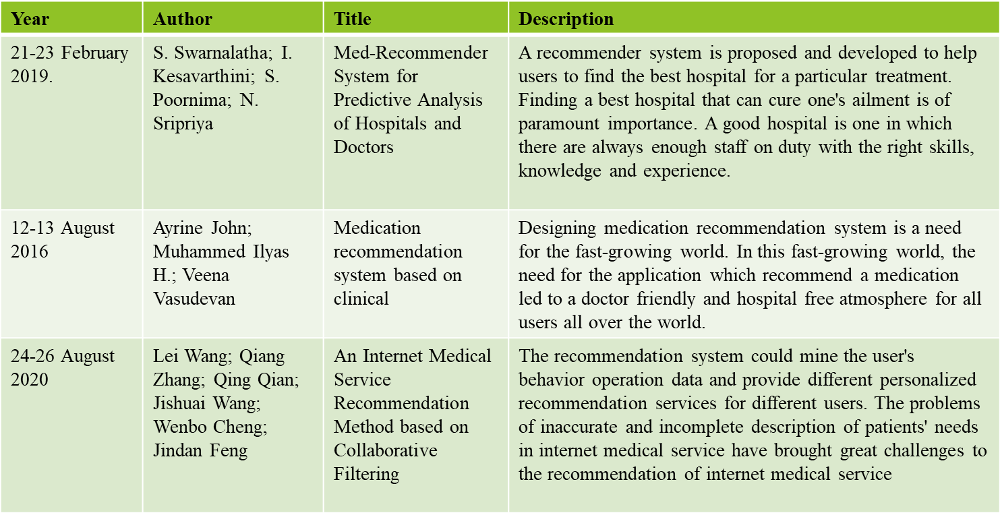 Year
Author
Title
Description
21-23 February
2019.
S. Swarnalatha; I.
Kesavarthini; S.
Poornima; N.
Sripriya
Med-Recommender
System for
Predictive Analysis
of Hospitals and
Doctors
A recommender system is proposed and developed to help
users to find the best hospital for a particular treatment.
Finding a best hospital that can cure one's ailment is of
paramount importance. A good hospital is one in which
there are always enough staff on duty with the right skills,
knowledge and experience.
12-13 August
2016
Ayrine John;
Muhammed Ilyas
H.; Veena
Vasudevan
Medication
recommendation
system based on
clinical
Designing medication recommendation system is a need
for the fast-growing world. In this fast-growing world, the
need for the application which recommend a medication
led to a doctor friendly and hospital free atmosphere for all
users all over the world.
24-26 August
2020
Lei Wang; Qiang
Zhang; Qing Qian;
Jishuai Wang;
Wenbo Cheng;
Jindan Feng
An Internet Medical
Service
Recommendation
Method based on
Collaborative
Filtering
The recommendation system could mine the user's
behavior operation data and provide different personalized
recommendation services for different users. The problems
of inaccurate and incomplete description of patients' needs
in internet medical service have brought great challenges to
the recommendation of internet medical service